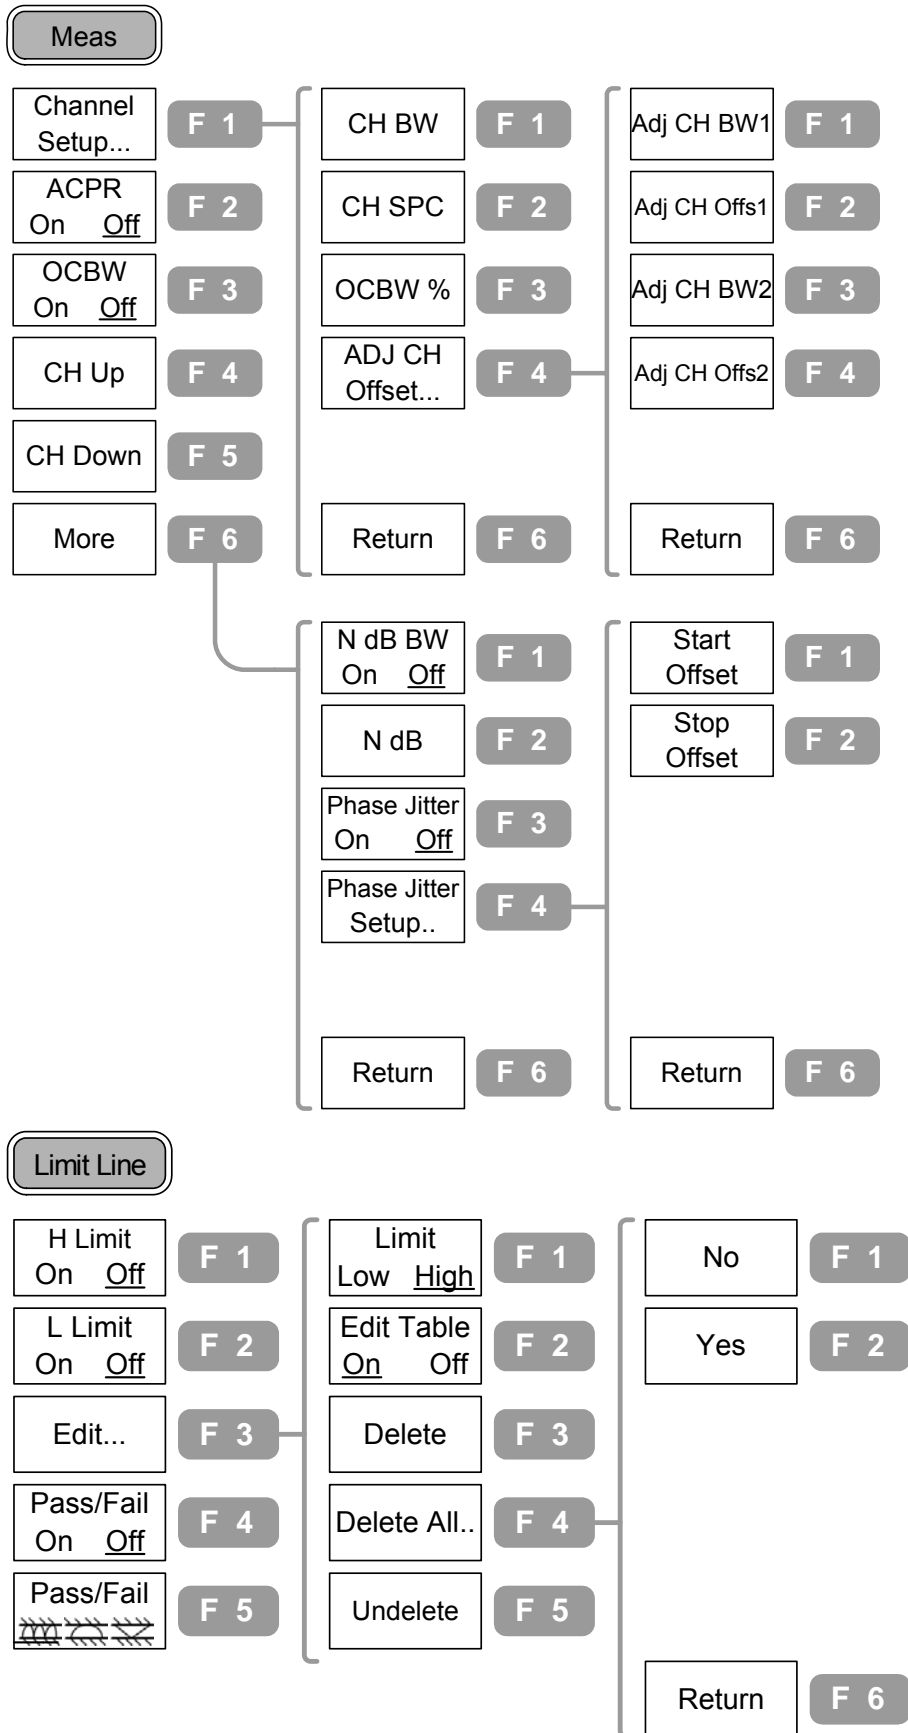 Meas
Channel
Setup...
F 1
ACPR
On Off
F 2
OCBW
On Off
F 3
CH Up
F 4
CH Down
F 5
More
F 6
CH BW
F 1
CH SPC
F 2
OCBW %
F 3
ADJ CH
Offset...
F 4
Return
F 6
Adj CH BW1
F 1
Adj CH Offs1
F 2
Adj CH BW2
F 3
Adj CH Offs2
F 4
Return
F 6
N dB BW
On Off
F 1
N dB
F 2
Phase Jitter
On Off
F 3
Phase Jitter
Setup..
F 4
Return
F 6
Start
Offset
F 1
Stop
Offset
F 2
Return
F 6
Limit Line
H Limit
On Off
F 1
L Limit
On Off
F 2
Edit...
F 3
Pass/Fail
On Off
F 4
Pass/Fail
F 5
Limit
Low High
F 1
Edit Table
On Off
F 2
Delete
F 3
Delete All..
F 4
Undelete
F 5
No
F 1
Yes
F 2
Return
F 6